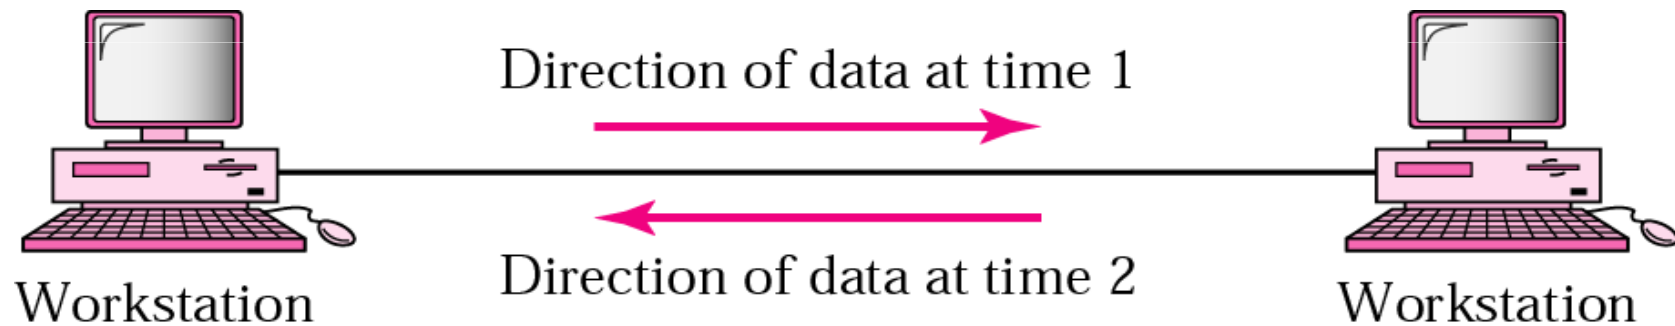 Direction of data at time 1
Direction of data at time 2
Workstation
Workstation